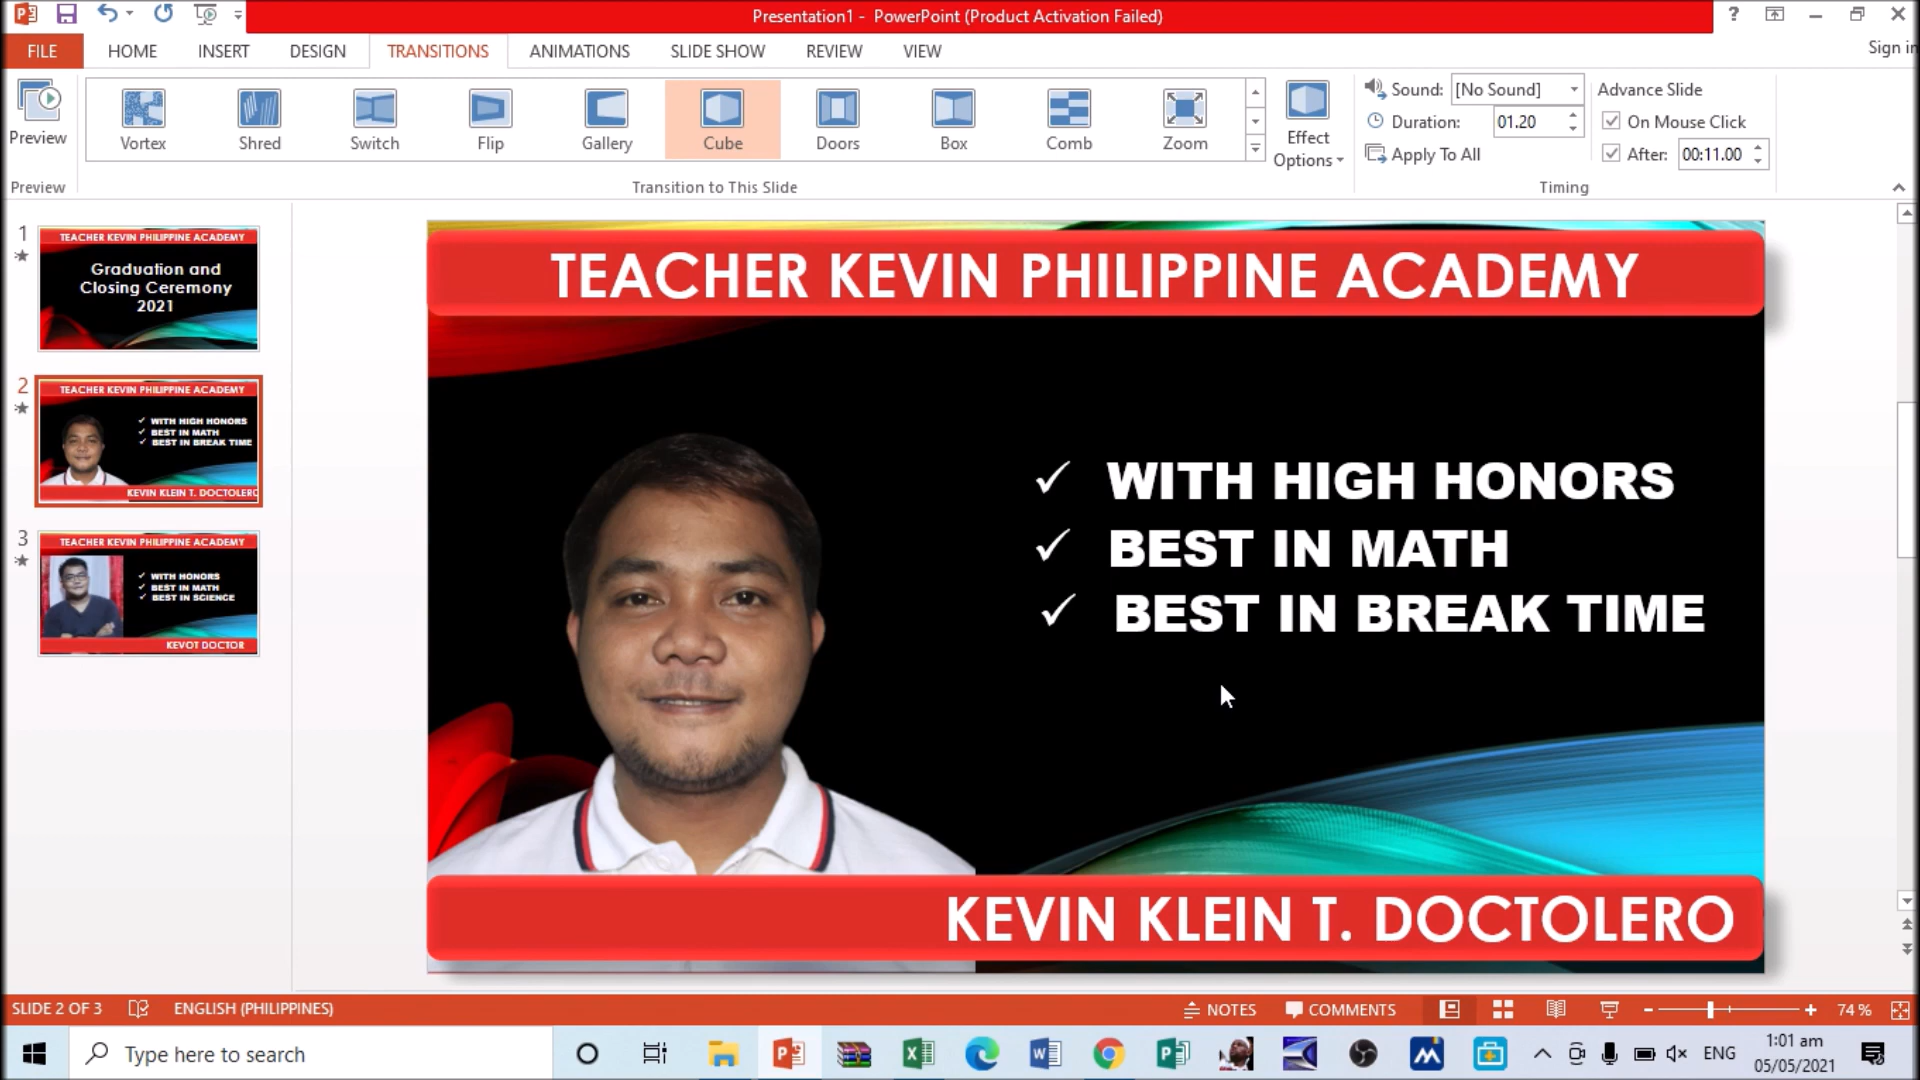 Presentation1 - PowerPoint (Product Activation Failed)
?
Sign in
FILE HOME INSERT DESIGN TRANSITIONS ANIMATIONS SLIDE SHOW REVIEW VIEW
Preview
Vortex Shred Switch Flip Gallery Cube Doors Box Comb Zoom
Effect Options
Sound: [No Sound]
Duration: 01.20
Apply To All
Advance Slide
On Mouse Click
After: 00:11.00
Preview
Transition to This Slide
Timing
1
TEACHER KEVIN PHILIPPINE ACADEMY
Graduation and
Closing Ceremony
2021
2
TEACHER KEVIN PHILIPPINE ACADEMY
✓ WITH HIGH HONORS
✓ BEST IN MATH
✓ BEST IN BREAK TIME
KEVIN KLEIN T. DOCTOLERO
3
TEACHER KEVIN PHILIPPINE ACADEMY
✓ WITH HONORS
✓ BEST IN MATH
✓ BEST IN SCIENCE
KEVOT DOCTOR
TEACHER KEVIN PHILIPPINE ACADEMY
✓ WITH HIGH HONORS
✓ BEST IN MATH
✓ BEST IN BREAK TIME
KEVIN KLEIN T. DOCTOLERO
SLIDE 2 OF 3 ENGLISH (PHILIPPINES) NOTES COMMENTS 74 %
Type here to search
ENG
1:01 am
05/05/2021